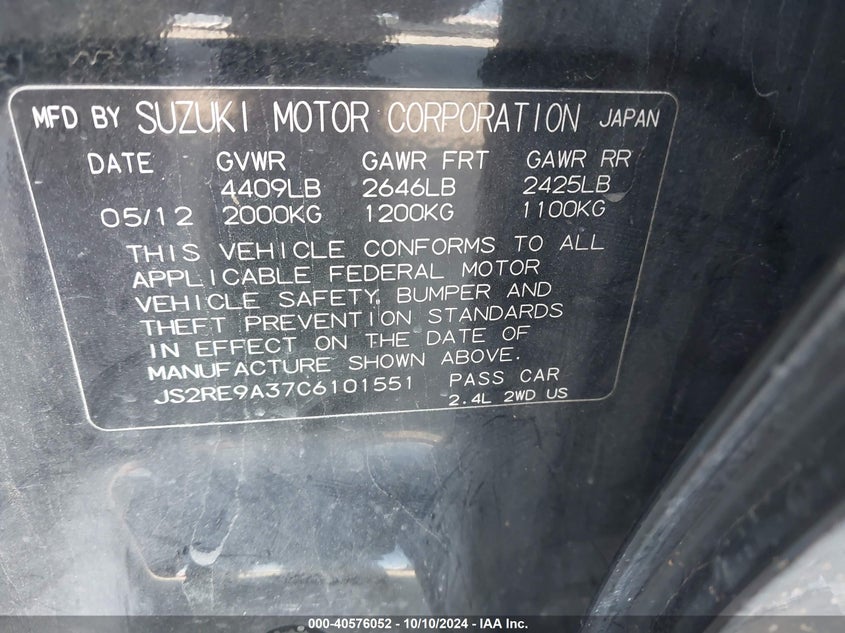 MFD BY SUZUKI MOTOR CORPORATION JAPAN
DATE GVWR GAWR FRT GAWR RR
4409LB 2646LB 2425LB
05/12 2000KG 1200KG 1100KG
THIS VEHICLE CONFORMS TO ALL
APPLICABLE FEDERAL MOTOR
VEHICLE SAFETY, BUMPER AND
THEFT PREVENTION STANDARDS
IN EFFECT ON THE DATE OF
MANUFACTURE SHOWN ABOVE.
JS2RE9A37C6101551 PASS CAR
2.4L 2WD US
000-40576052 - 10/10/2024 - IAA Inc.